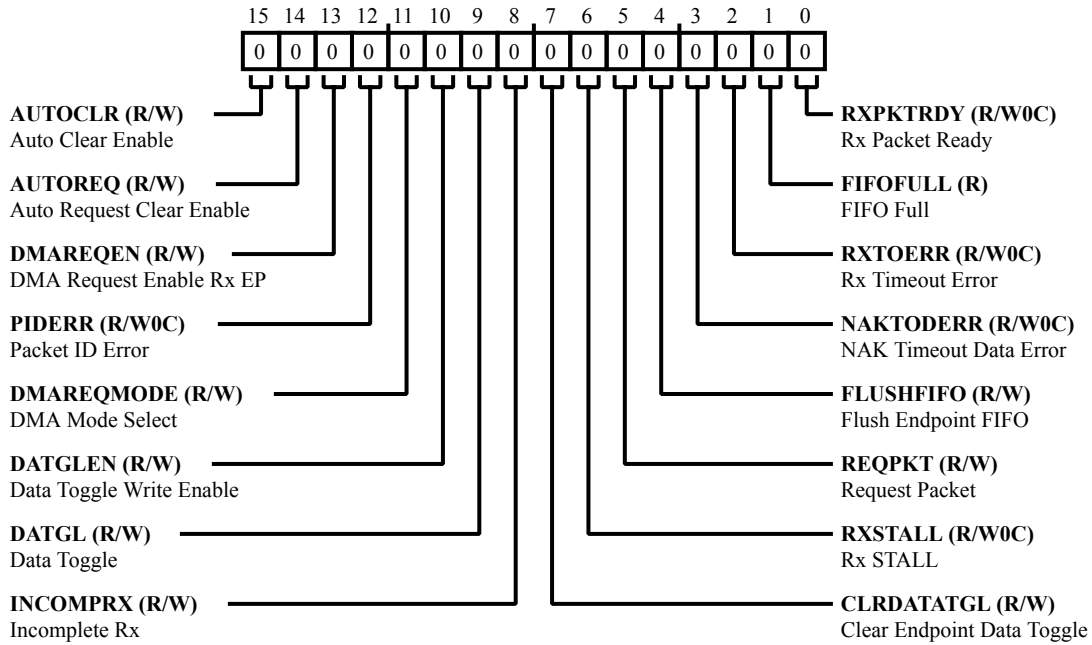 15 14 13 12 11 10 9 8 7 6 5 4 3 2 1 0
0 0 0 0 0 0 0 0 0 0 0 0 0 0 0 0
AUTOCLR (R/W)
Auto Clear Enable
AUTOREQ (R/W)
Auto Request Clear Enable
DMAREQEN (R/W)
DMA Request Enable Rx EP
PIDERR (R/W0C)
Packet ID Error
DMAREQMODE (R/W)
DMA Mode Select
DATGLEN (R/W)
Data Toggle Write Enable
DATGL (R/W)
Data Toggle
INCOMPRX (R/W)
Incomplete Rx
RXPKTRDY (R/W0C)
Rx Packet Ready
FIFOFULL (R)
FIFO Full
RXTOERR (R/W0C)
Rx Timeout Error
NAKTODERR (R/W0C)
NAK Timeout Data Error
FLUSHFIFO (R/W)
Flush Endpoint FIFO
REQPKT (R/W)
Request Packet
RXSTALL (R/W0C)
Rx STALL
CLRDATATGL (R/W)
Clear Endpoint Data Toggle